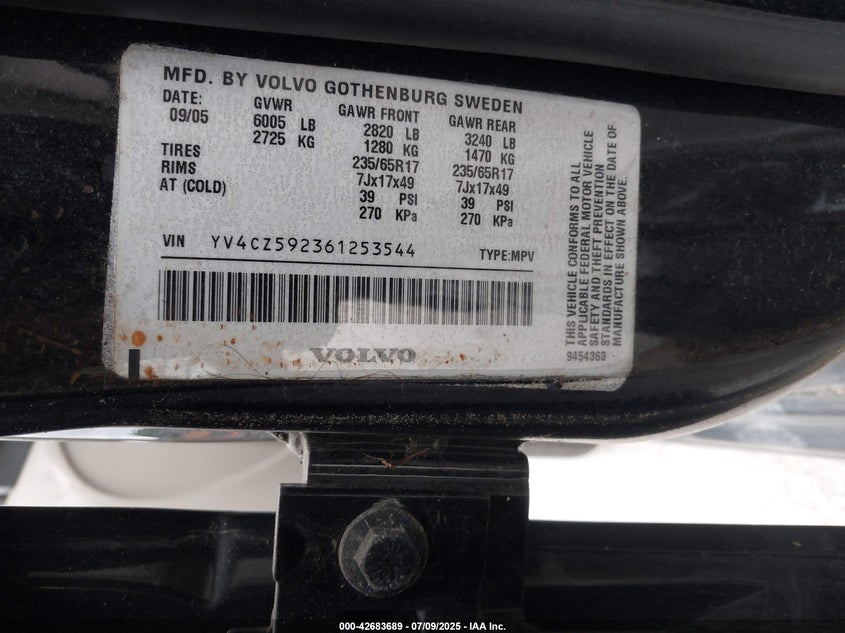 MFD. BY VOLVO GOTHENBURG SWEDEN
DATE: GVWR GAWR FRONT GAWR REAR
09/05 6005 LB 2820 LB 3240 LB
2725 KG 1280 KG 1470 KG
TIRES 235/65R17 235/65R17
RIMS 7Jx17x49 7Jx17x49
AT (COLD) 39 PSI 39 PSI
270 KPa 270 KPa
VIN YV4CZ592361253544 TYPE:MPV
VOLVO
THIS VEHICLE CONFORMS TO ALL
APPLICABLE FEDERAL MOTOR VEHICLE
SAFETY AND THEFT PREVENTION
STANDARDS IN EFFECT ON THE DATE OF
MANUFACTURE SHOWN ABOVE.
9454363
000-42683689 - 07/09/2025 - IAA Inc.